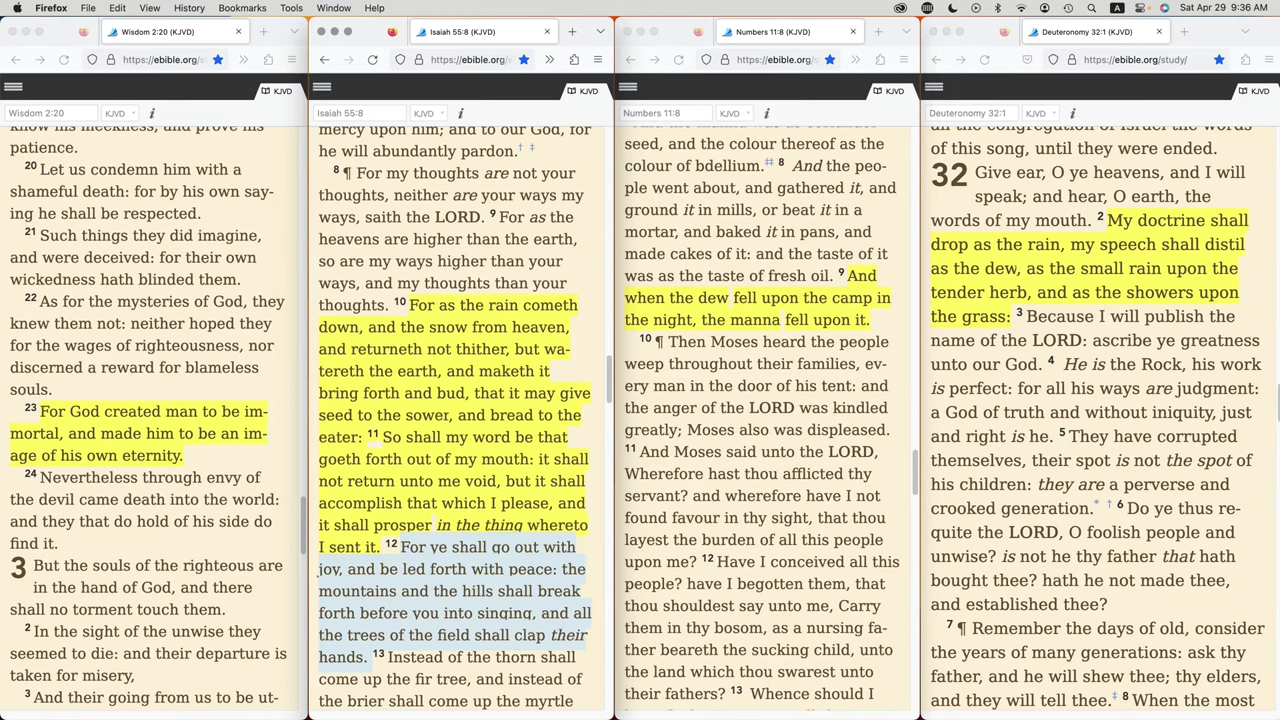 Firefox File Edit View History Bookmarks Tools Window Help
A Sat Apr 29 9:36 AM
Wisdom 2:20 (KJVD)
https://ebible.org/s
KJVD
Wisdom 2:20 KJVD i
know his meekness, and prove his
patience.
20 Let us condemn him with a
shameful death: for by his own say-
ing he shall be respected.
21 Such things they did imagine,
and were deceived: for their own
wickedness hath blinded them.
22 As for the mysteries of God, they
knew them not: neither hoped they
for the wages of righteousness, nor
discerned a reward for blameless
souls.
23 For God created man to be im-
mortal, and made him to be an im-
age of his own eternity.
24 Nevertheless through envy of
the devil came death into the world:
and they that do hold of his side do
find it.
3 But the souls of the righteous are
in the hand of God, and there
shall no torment touch them.
2 In the sight of the unwise they
seemed to die: and their departure is
taken for misery,
3 And their going from us to be ut-
Isaiah 55:8 (KJVD)
https://ebible.org
KJVD
Isaiah 55:8 KJVD i
mercy upon him; and to our God, for
he will abundantly pardon.† ‡
8 ¶ For my thoughts are not your
thoughts, neither are your ways my
ways, saith the LORD. 9 For as the
heavens are higher than the earth,
so are my ways higher than your
ways, and my thoughts than your
thoughts. 10 For as the rain cometh
down, and the snow from heaven,
and returneth not thither, but wa-
tereth the earth, and maketh it
bring forth and bud, that it may give
seed to the sower, and bread to the
eater: 11 So shall my word be that
goeth forth out of my mouth: it shall
not return unto me void, but it shall
accomplish that which I please, and
it shall prosper in the thing whereto
I sent it. 12 For ye shall go out with
joy, and be led forth with peace: the
mountains and the hills shall break
forth before you into singing, and all
the trees of the field shall clap their
hands. 13 Instead of the thorn shall
come up the fir tree, and instead of
the brier shall come up the myrtle
Numbers 11:8 (KJVD)
https://ebible.org
KJVD
Numbers 11:8 KJVD i
seed, and the colour thereof as the
colour of bdellium.‡‡ 8 And the peo-
ple went about, and gathered it, and
ground it in mills, or beat it in a
mortar, and baked it in pans, and
made cakes of it: and the taste of it
was as the taste of fresh oil. 9 And
when the dew fell upon the camp in
the night, the manna fell upon it.
10 ¶ Then Moses heard the people
weep throughout their families, ev-
ery man in the door of his tent: and
the anger of the LORD was kindled
greatly; Moses also was displeased.
11 And Moses said unto the LORD,
Wherefore hast thou afflicted thy
servant? and wherefore have I not
found favour in thy sight, that thou
layest the burden of all this people
upon me? 12 Have I conceived all this
people? have I begotten them, that
thou shouldest say unto me, Carry
them in thy bosom, as a nursing fa-
ther beareth the sucking child, unto
the land which thou swarest unto
their fathers? 13 Whence should I
Deuteronomy 32:1 (KJVD)
https://ebible.org/study/
KJVD
Deuteronomy 32:1 KJVD i
all the congregation of Israel the words
of this song, until they were ended.
32 Give ear, O ye heavens, and I will
speak; and hear, O earth, the
words of my mouth. 2 My doctrine shall
drop as the rain, my speech shall distil
as the dew, as the small rain upon the
tender herb, and as the showers upon
the grass: 3 Because I will publish the
name of the LORD: ascribe ye greatness
unto our God. 4 He is the Rock, his work
is perfect: for all his ways are judgment:
a God of truth and without iniquity, just
and right is he. 5 They have corrupted
themselves, their spot is not the spot of
his children: they are a perverse and
crooked generation.* † 6 Do ye thus re-
quite the LORD, O foolish people and
unwise? is not he thy father that hath
bought thee? hath he not made thee,
and established thee?
7 ¶ Remember the days of old, consider
the years of many generations: ask thy
father, and he will shew thee; thy elders,
and they will tell thee.‡ 8 When the most